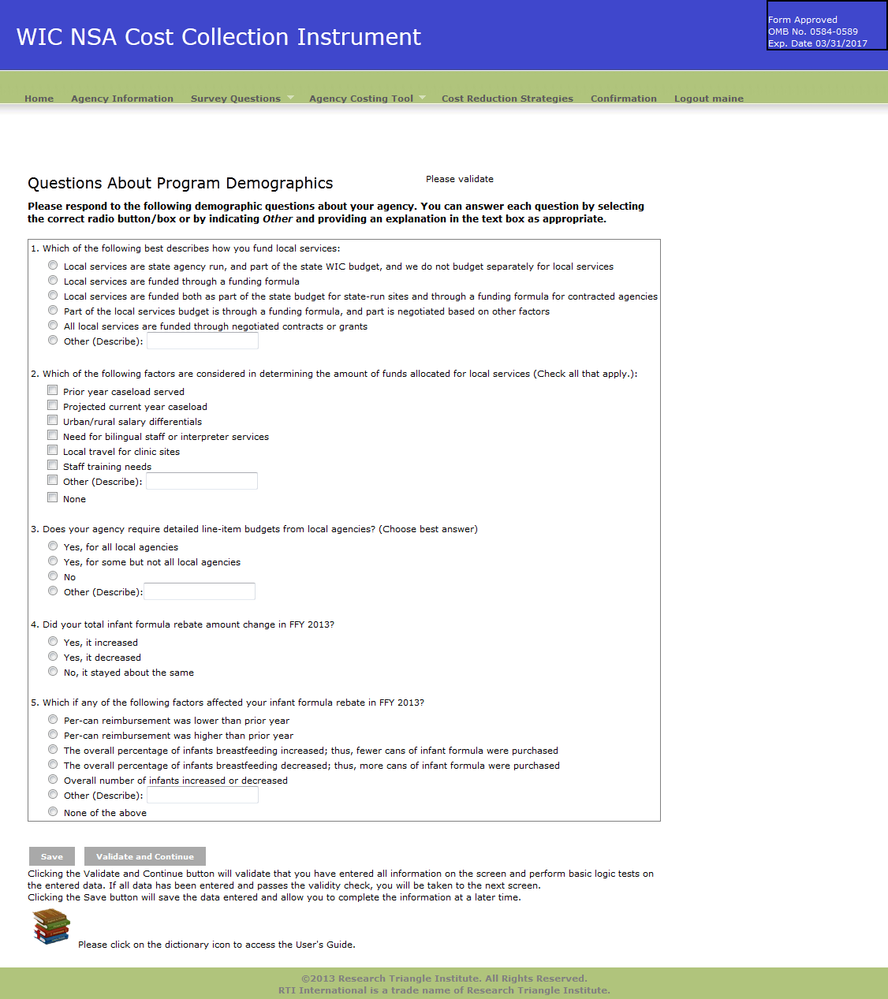 WIC NSA Cost Collection Instrument
Form Approved
OMB No. 0584-0589
Exp. Date 03/31/2017
Home Agency Information Survey Questions Agency Costing Tool Cost Reduction Strategies Confirmation Logout maine
Questions About Program Demographics
Please validate
Please respond to the following demographic questions about your agency. You can answer each question by selecting
the correct radio button/box or by indicating Other and providing an explanation in the text box as appropriate.
1. Which of the following best describes how you fund local services:
Local services are state agency run, and part of the state WIC budget, and we do not budget separately for local services
Local services are funded through a funding formula
Local services are funded both as part of the state budget for state-run sites and through a funding formula for contracted agencies
Part of the local services budget is through a funding formula, and part is negotiated based on other factors
All local services are funded through negotiated contracts or grants
Other (Describe):
2. Which of the following factors are considered in determining the amount of funds allocated for local services (Check all that apply.):
Prior year caseload served
Projected current year caseload
Urban/rural salary differentials
Need for bilingual staff or interpreter services
Local travel for clinic sites
Staff training needs
Other (Describe):
None
3. Does your agency require detailed line-item budgets from local agencies? (Choose best answer)
Yes, for all local agencies
Yes, for some but not all local agencies
No
Other (Describe):
4. Did your total infant formula rebate amount change in FFY 2013?
Yes, it increased
Yes, it decreased
No, it stayed about the same
5. Which if any of the following factors affected your infant formula rebate in FFY 2013?
Per-can reimbursement was lower than prior year
Per-can reimbursement was higher than prior year
The overall percentage of infants breastfeeding increased; thus, fewer cans of infant formula were purchased
The overall percentage of infants breastfeeding decreased; thus, more cans of infant formula were purchased
Overall number of infants increased or decreased
Other (Describe):
None of the above
Save Validate and Continue
Clicking the Validate and Continue button will validate that you have entered all information on the screen and perform basic logic tests on
the entered data. If all data has been entered and passes the validity check, you will be taken to the next screen.
Clicking the Save button will save the data entered and allow you to complete the information at a later time.
Please click on the dictionary icon to access the User's Guide.
©2013 Research Triangle Institute. All Rights Reserved.
RTI International is a trade name of Research Triangle Institute.